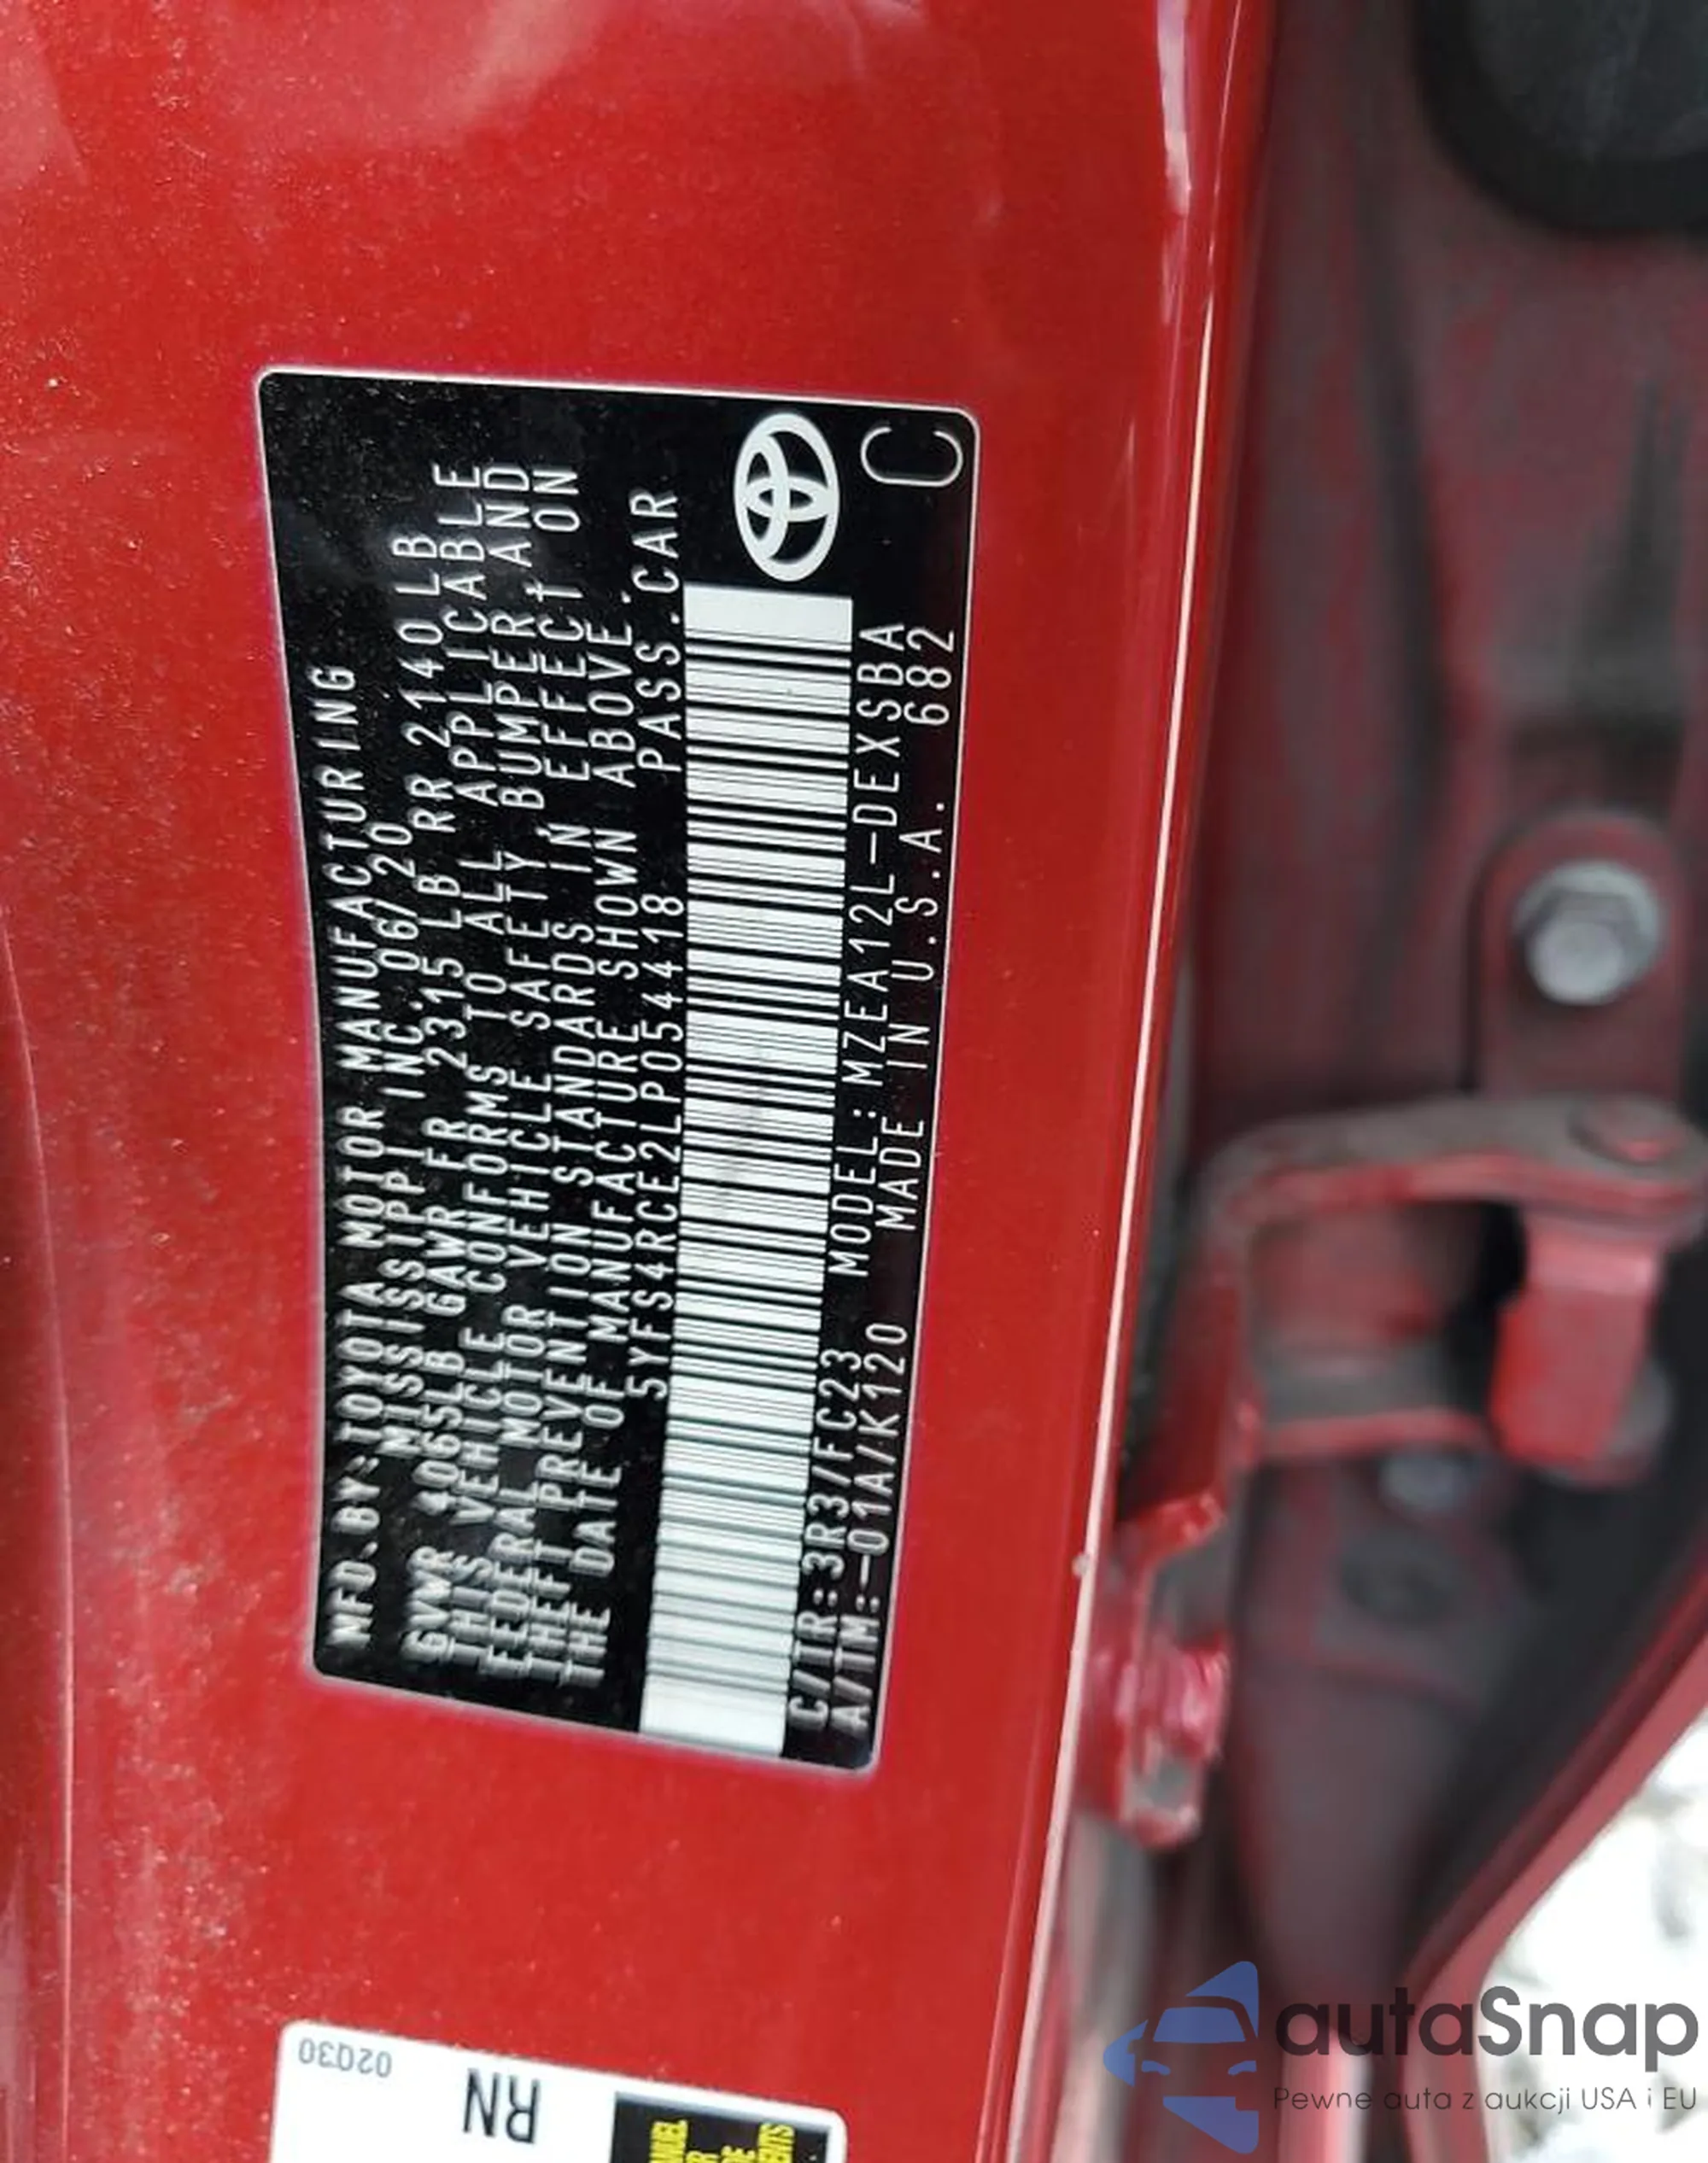 MFD.BY:TOYOTA MOTOR MANUFACTURING
MISSISSIPPI INC. 06/20
GVWR 4065LB GAWR FR 2315 LB RR 2140LB
THIS VEHICLE CONFORMS TO ALL APPLICABLE
FEDERAL MOTOR VEHICLE SAFETY, BUMPER, AND
THEFT PREVENTION STANDARDS IN EFFECT ON
THE DATE OF MANUFACTURE SHOWN ABOVE.
5YFS4RCE2LP054418 PASS.CAR
C/TR:3R3/FC23 MODEL:MZEA12L-DEXSBA
A/TM:-01A/K120 MADE IN U.S.A. 682
C
02Q30
RN
autaSnap
Pewne auta z aukcji USA i EU